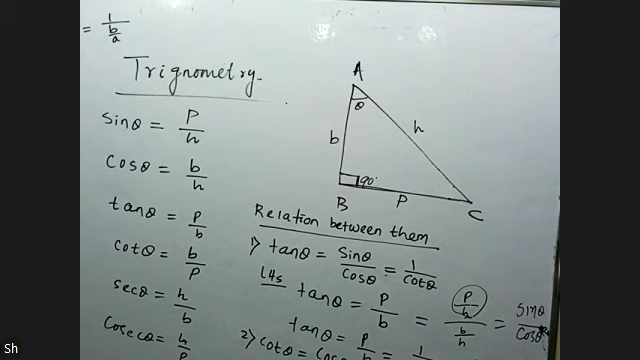 = 1/(b/a)
Trignometry
sinθ = P/h
cosθ = b/h
tanθ = P/b
cotθ = b/P
secθ = h/b
cosecθ = h/P
A
θ
b
h
90°
B
P
C
Relation between them
1) tanθ = sinθ/cosθ = 1/cotθ
LHS tanθ = P/b = (P/h)/(b/h) = sinθ/cosθ
tanθ = P/b = 1
2) cotθ =
Sh